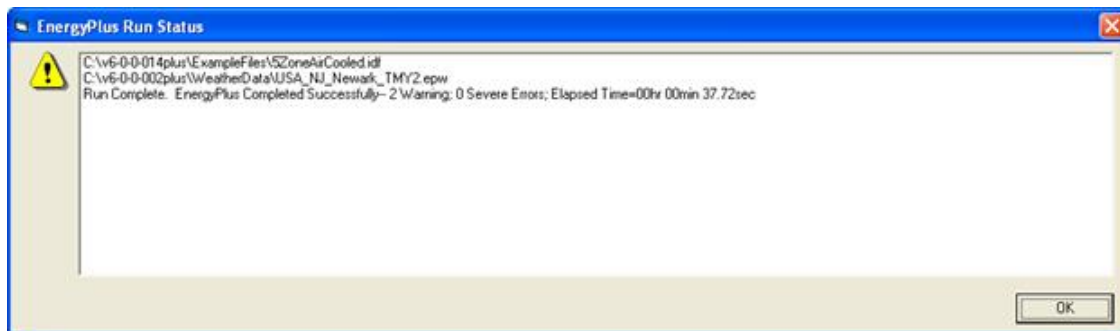 EnergyPlus Run Status
C:\v6-0-0-014plus\ExampleFiles\5ZoneAirCooled.idf
C:\v6-0-0-002plus\WeatherData\USA_NJ_Newark_TMY2.epw
Run Complete.  EnergyPlus Completed Successfully-- 2 Warning; 0 Severe Errors; Elapsed Time=00hr 00min 37.72sec
OK